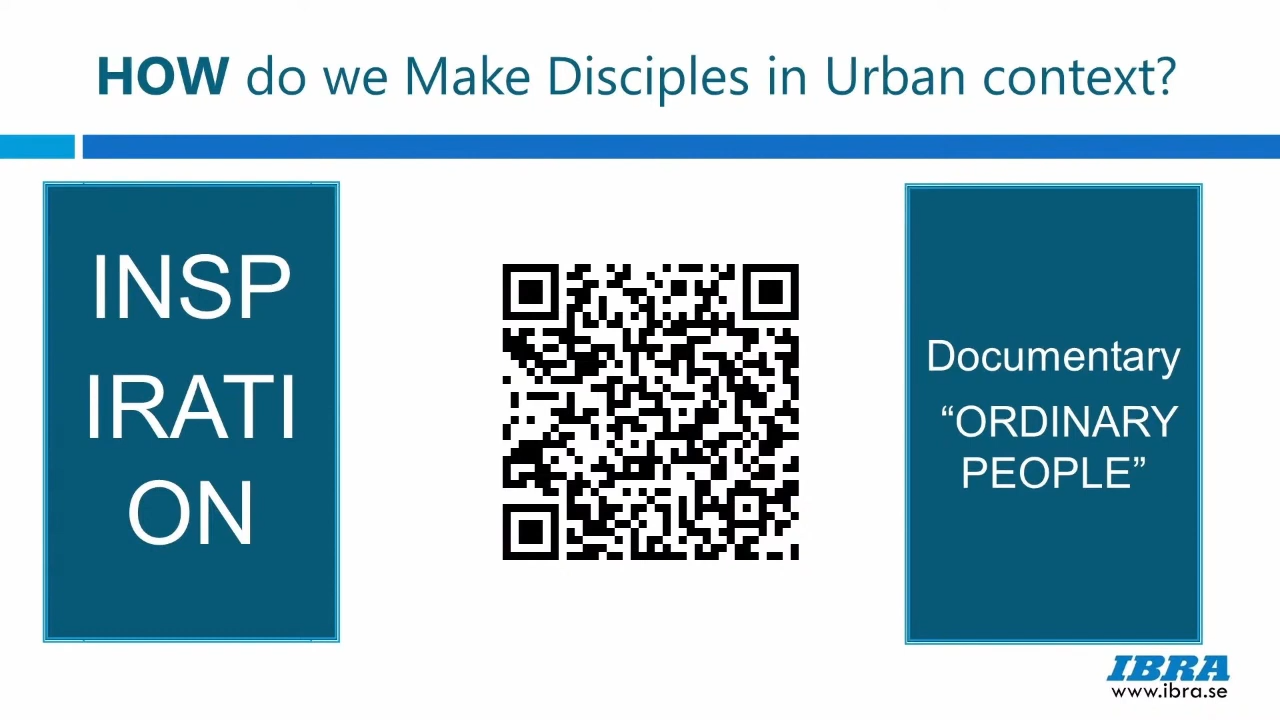 HOW do we Make Disciples in Urban context?
INSP
IRATI
ON
Documentary
“ORDINARY
PEOPLE”
IBRA
www.ibra.se